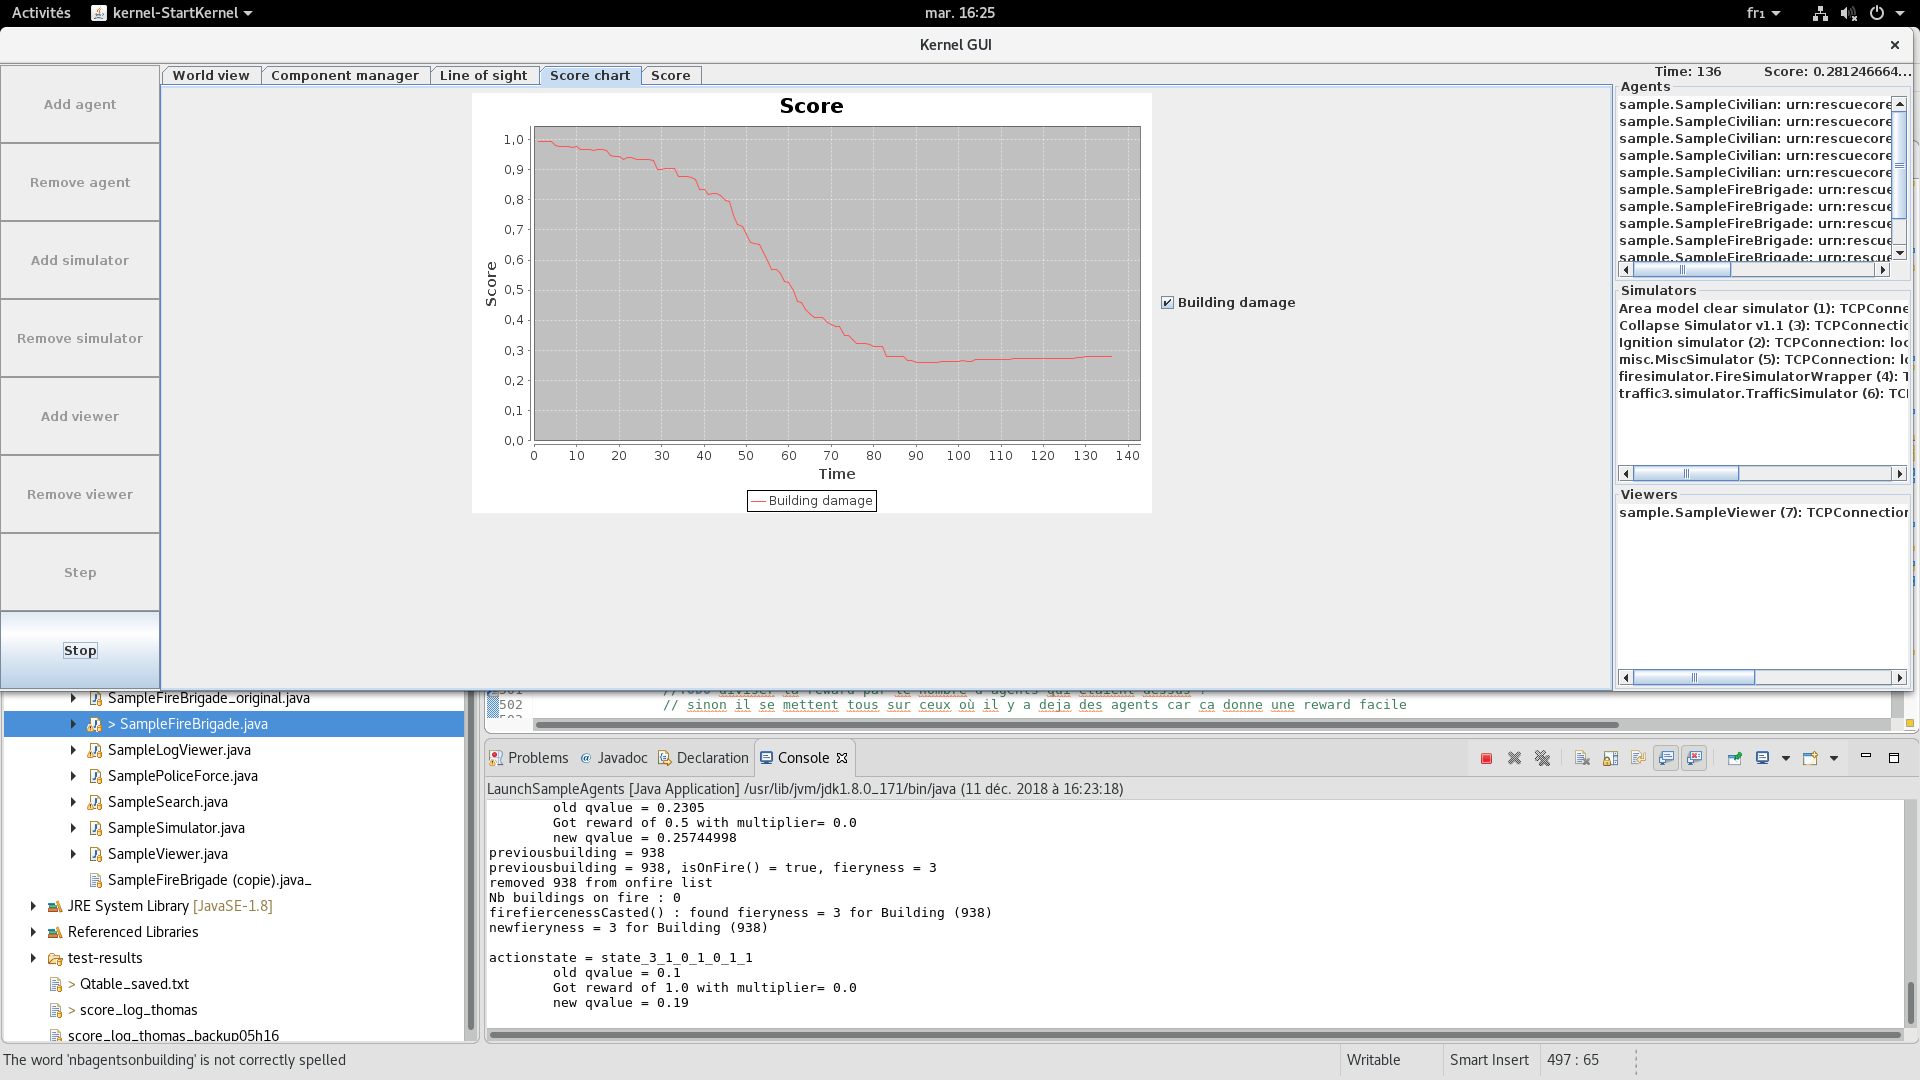 Activités
kernel-StartKernel
mar. 16:25
fr₁
Kernel GUI
Add agent
Remove agent
Add simulator
Remove simulator
Add viewer
Remove viewer
Step
Stop
World view
Component manager
Line of sight
Score chart
Score
Time: 136
Score: 0.281246664...
Score
Score
1,0
0,9
0,8
0,7
0,6
0,5
0,4
0,3
0,2
0,1
0,0
0 10 20 30 40 50 60 70 80 90 100 110 120 130 140
Time
Building damage
Building damage
Agents
sample.SampleCivilian: urn:rescuecore
sample.SampleCivilian: urn:rescuecore
sample.SampleCivilian: urn:rescuecore
sample.SampleCivilian: urn:rescuecore
sample.SampleCivilian: urn:rescuecore
sample.SampleFireBrigade: urn:rescue
sample.SampleFireBrigade: urn:rescue
sample.SampleFireBrigade: urn:rescue
sample.SampleFireBrigade: urn:rescue
sample.SampleFireBrigade: urn:rescue
Simulators
Area model clear simulator (1): TCPConne
Collapse Simulator v1.1 (3): TCPConnectio
Ignition simulator (2): TCPConnection: loc
misc.MiscSimulator (5): TCPConnection: lo
firesimulator.FireSimulatorWrapper (4): T
traffic3.simulator.TrafficSimulator (6): TCI
Viewers
sample.SampleViewer (7): TCPConnection
SampleFireBrigade_original.java
> SampleFireBrigade.java
SampleLogViewer.java
SamplePoliceForce.java
SampleSearch.java
SampleSimulator.java
SampleViewer.java
SampleFireBrigade (copie).java_
JRE System Library [JavaSE-1.8]
Referenced Libraries
test-results
> Qtable_saved.txt
> score_log_thomas
score_log_thomas_backup05h16
501 //TODO diviser la reward par le nombre d'agents qui étaient dessus ?
502 // sinon il se mettent tous sur ceux où il y a deja des agents car ca donne une reward facile
503
Problems
@ Javadoc
Declaration
Console
LaunchSampleAgents [Java Application] /usr/lib/jvm/jdk1.8.0_171/bin/java (11 déc. 2018 à 16:23:18)
old qvalue = 0.2305
Got reward of 0.5 with multiplier= 0.0
new qvalue = 0.25744998
previousbuilding = 938
previousbuilding = 938, isOnFire() = true, fieryness = 3
removed 938 from onfire list
Nb buildings on fire : 0
firefiercenessCasted() : found fieryness = 3 for Building (938)
newfieryness = 3 for Building (938)
actionstate = state_3_1_0_1_0_1_1
old qvalue = 0.1
Got reward of 1.0 with multiplier= 0.0
new qvalue = 0.19
The word 'nbagentsonbuilding' is not correctly spelled
Writable
Smart Insert
497 : 65